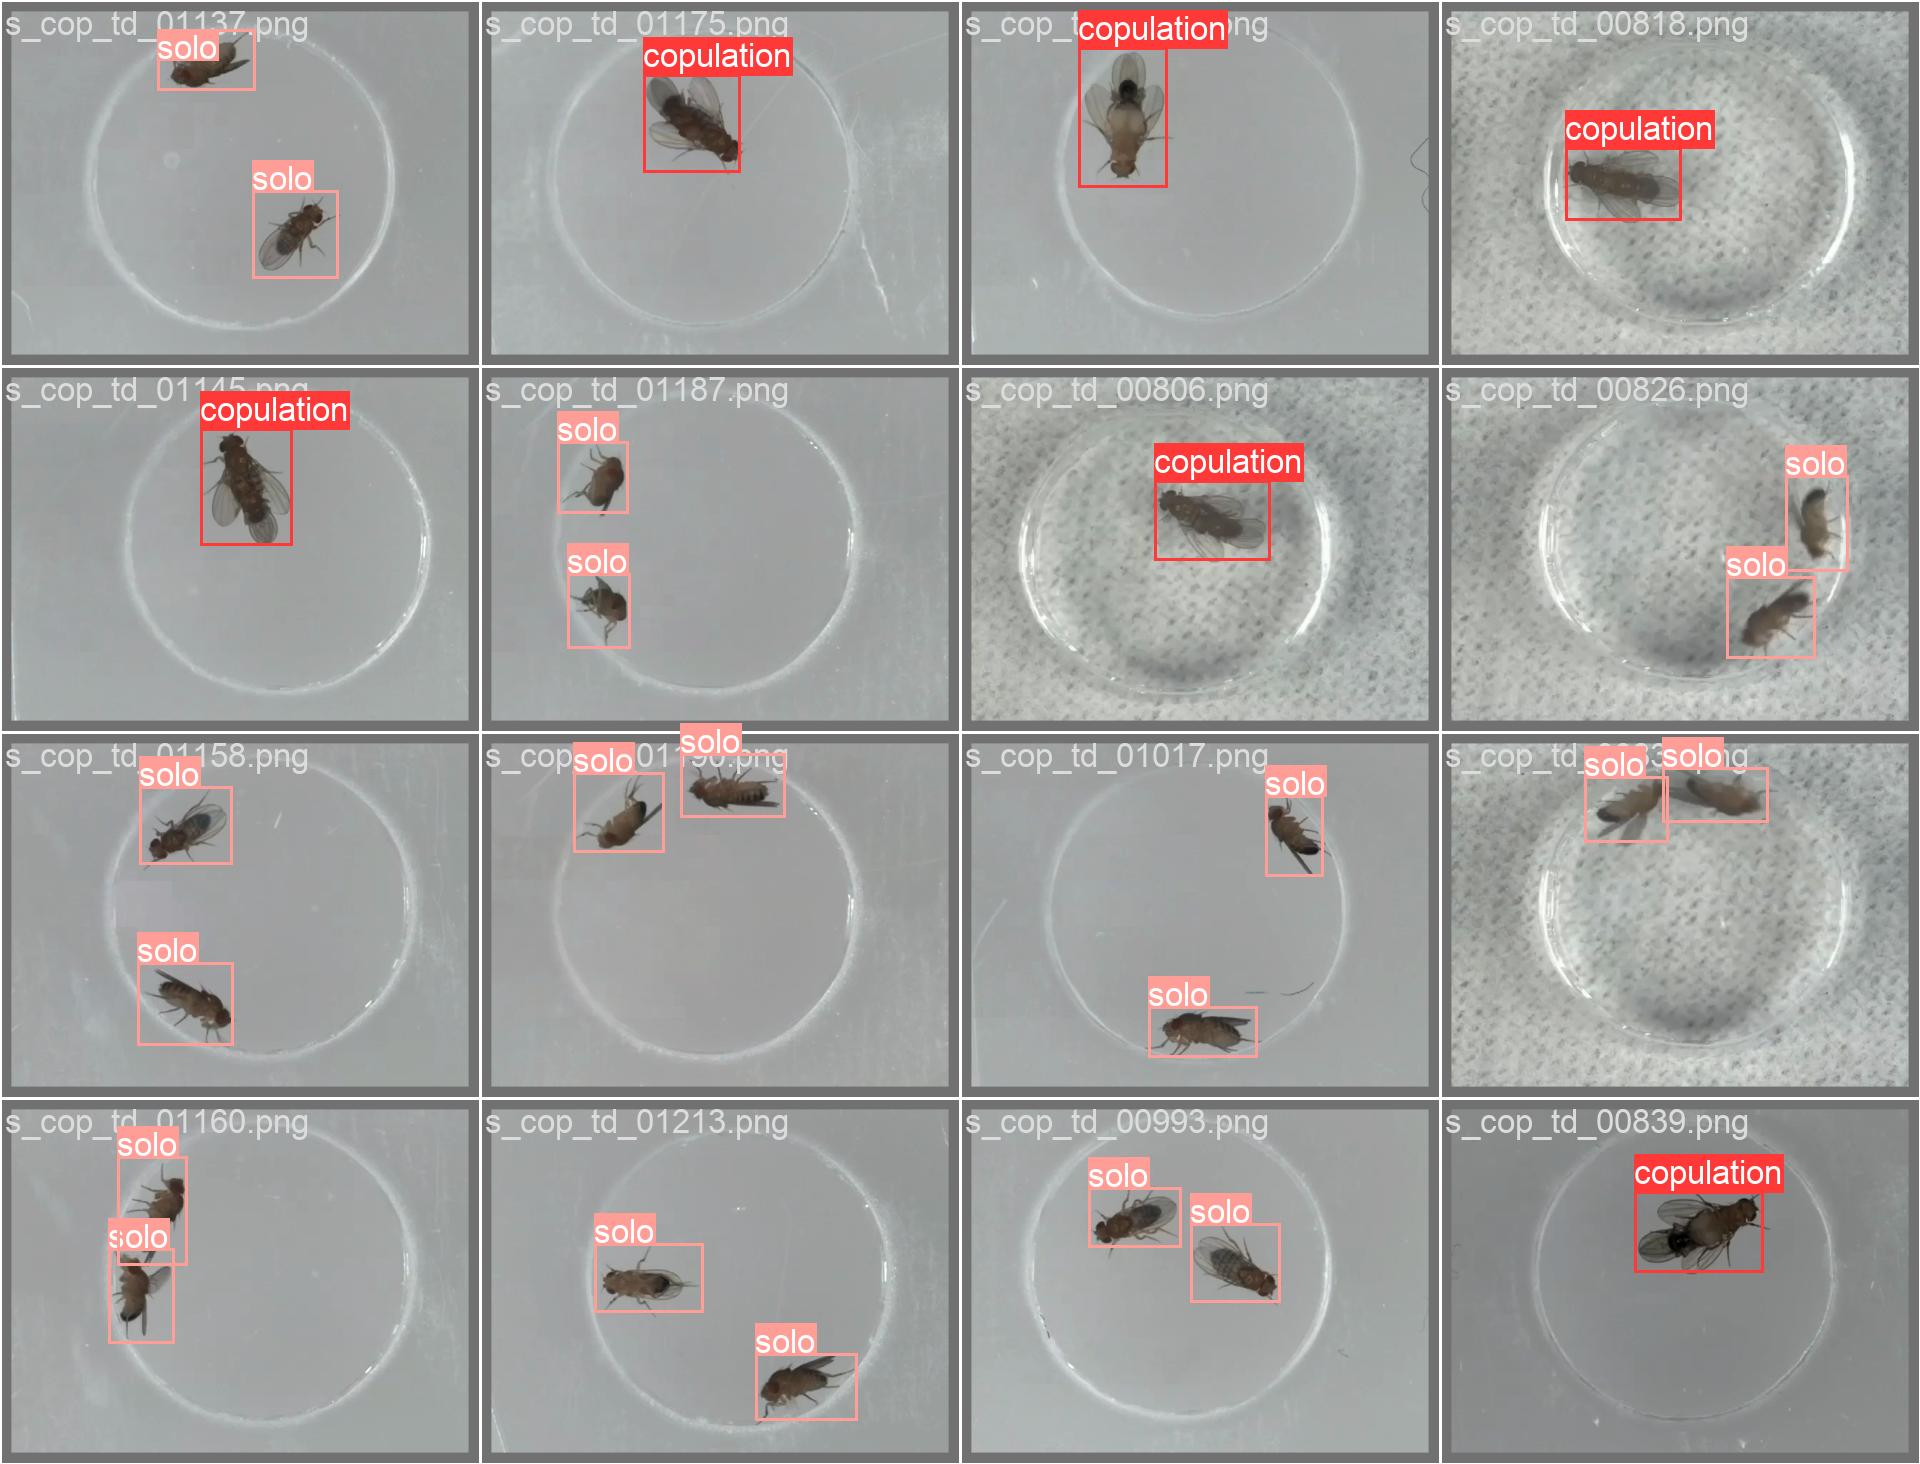 s_cop_td_01137.png
solo
solo
s_cop_td_01175.png
copulation
copulation
s_cop_td_00818.png
copulation
s_cop_td_01145.png
copulation
s_cop_td_01187.png
solo
solo
s_cop_td_00806.png
copulation
s_cop_td_00826.png
solo
solo
s_cop_td_01158.png
solo
solo
solo
solo
s_cop_td_01017.png
solo
solo
solo
solo
s_cop_td_01160.png
solo
solo
s_cop_td_01213.png
solo
solo
s_cop_td_00993.png
solo
solo
s_cop_td_00839.png
copulation